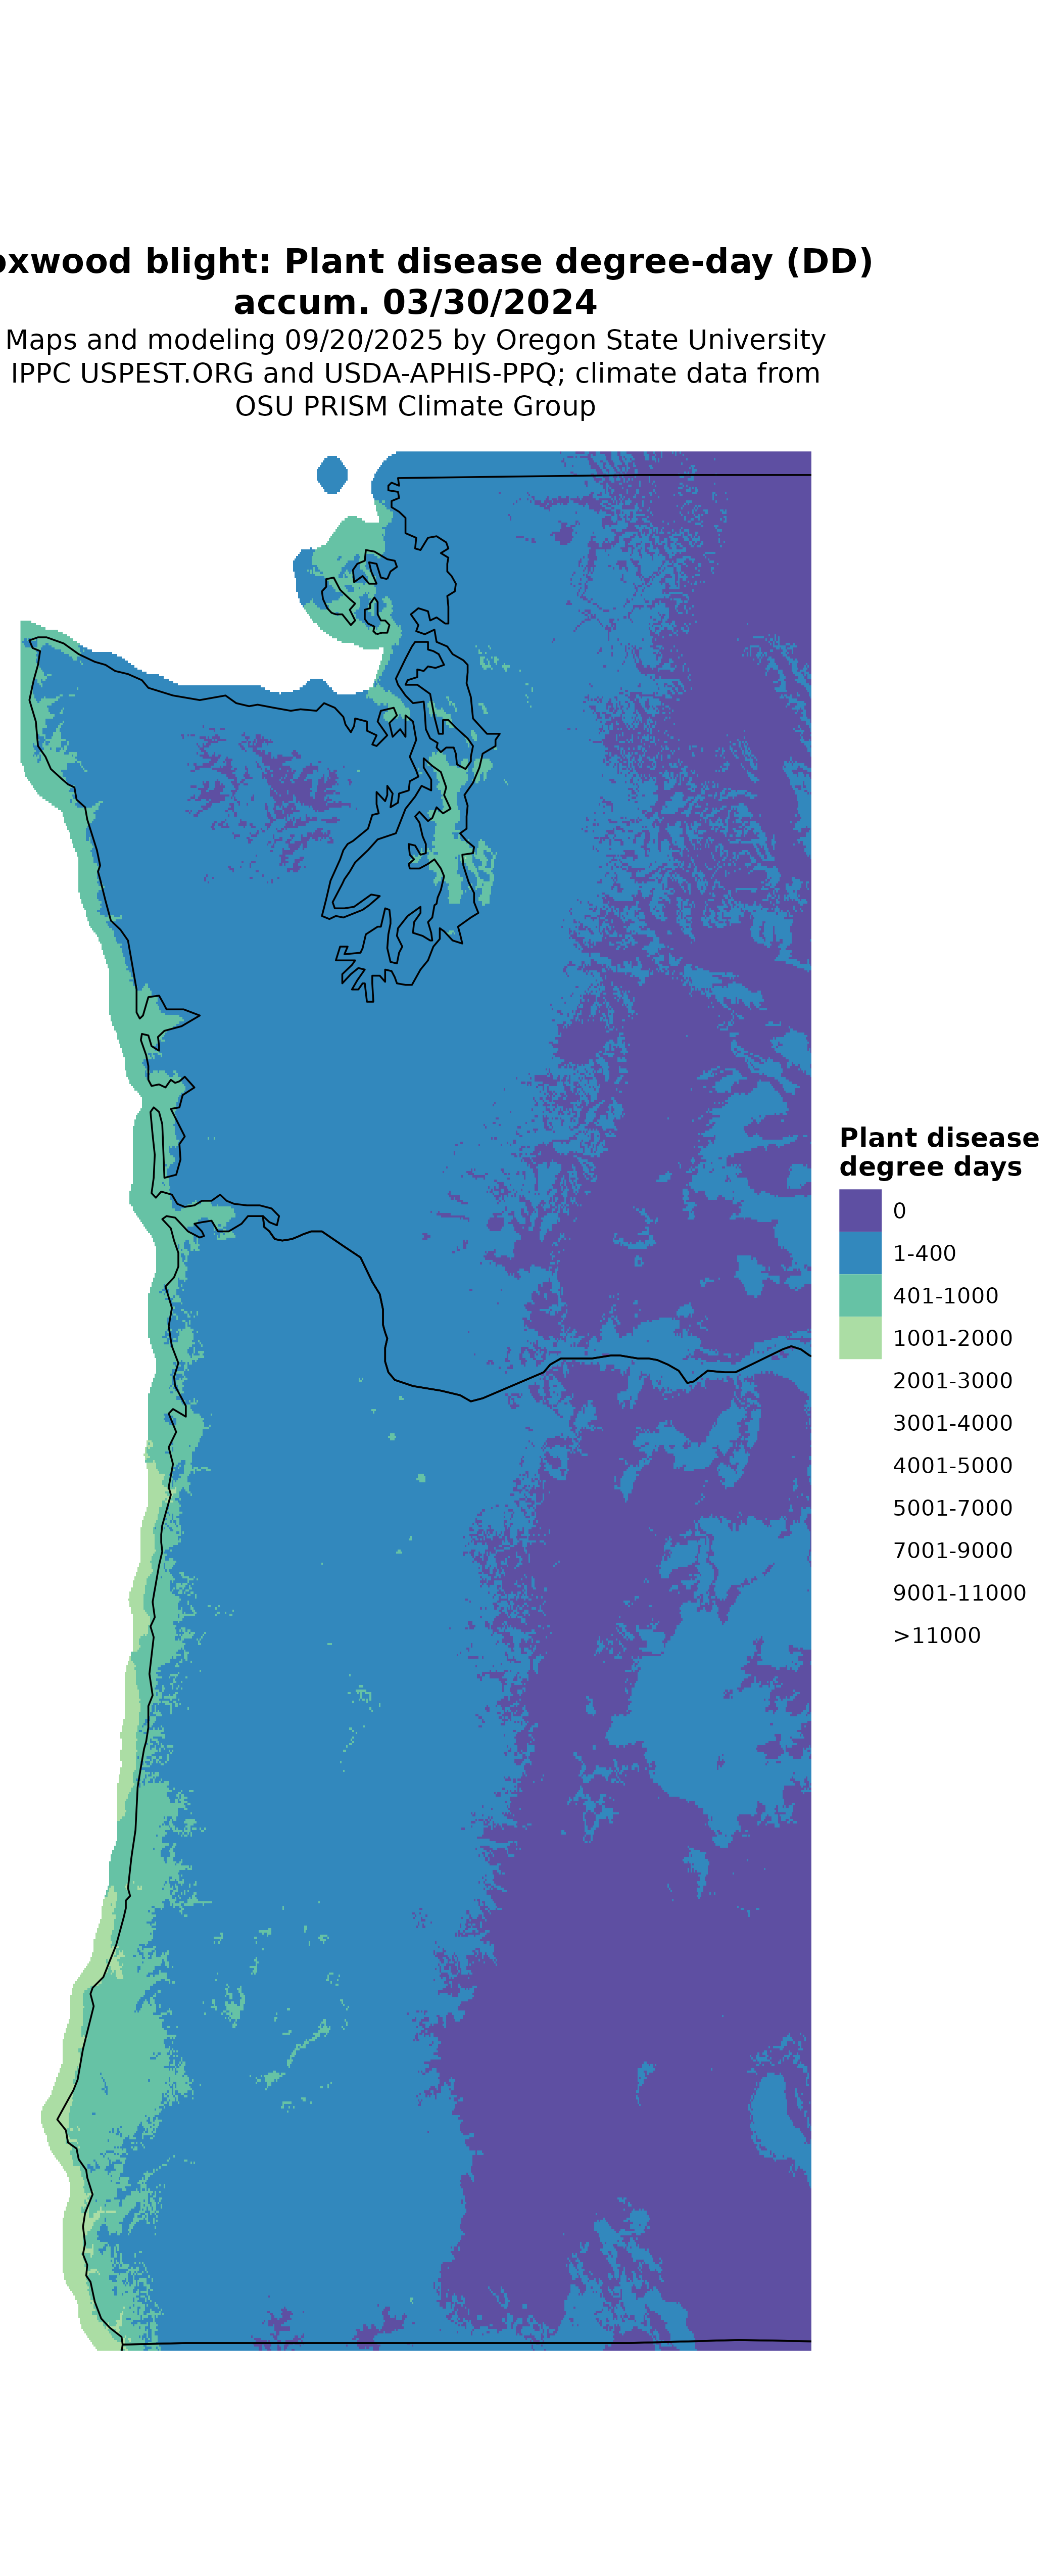 oxwood blight: Plant disease degree-day (DD)
accum. 03/30/2024
Maps and modeling 09/20/2025 by Oregon State University
IPPC USPEST.ORG and USDA-APHIS-PPQ; climate data from
OSU PRISM Climate Group
Plant disease
degree days
0
1-400
401-1000
1001-2000
2001-3000
3001-4000
4001-5000
5001-7000
7001-9000
9001-11000
>11000